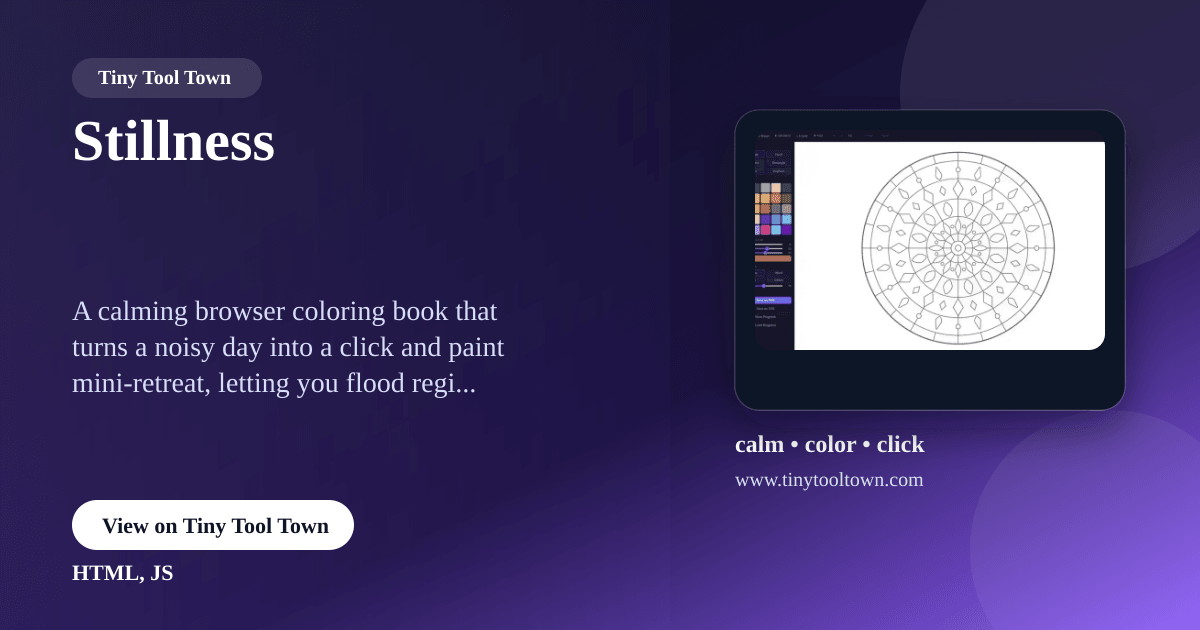 Tiny Tool Town
Stillness
A calming browser coloring book that
turns a noisy day into a click and paint
mini-retreat, letting you flood regi...
View on Tiny Tool Town
HTML, JS
calm • color • click
www.tinytooltown.com